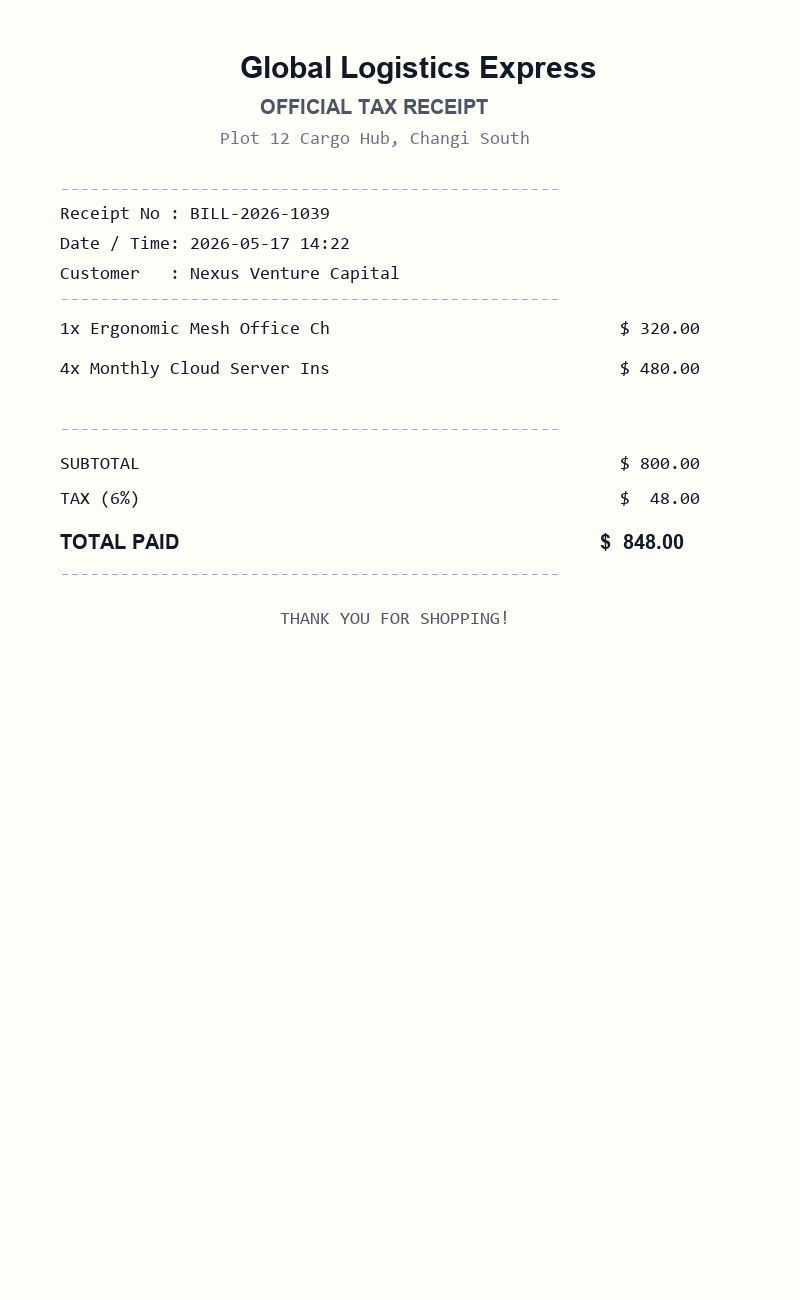 Global Logistics Express
OFFICIAL TAX RECEIPT
Plot 12 Cargo Hub, Changi South
--------------------------------------------------
Receipt No : BILL-2026-1039
Date / Time: 2026-05-17 14:22
Customer   : Nexus Venture Capital
--------------------------------------------------
1x Ergonomic Mesh Office Ch $ 320.00
4x Monthly Cloud Server Ins $ 480.00
--------------------------------------------------
SUBTOTAL $ 800.00
TAX (6%) $  48.00
TOTAL PAID $  848.00
--------------------------------------------------
THANK YOU FOR SHOPPING!